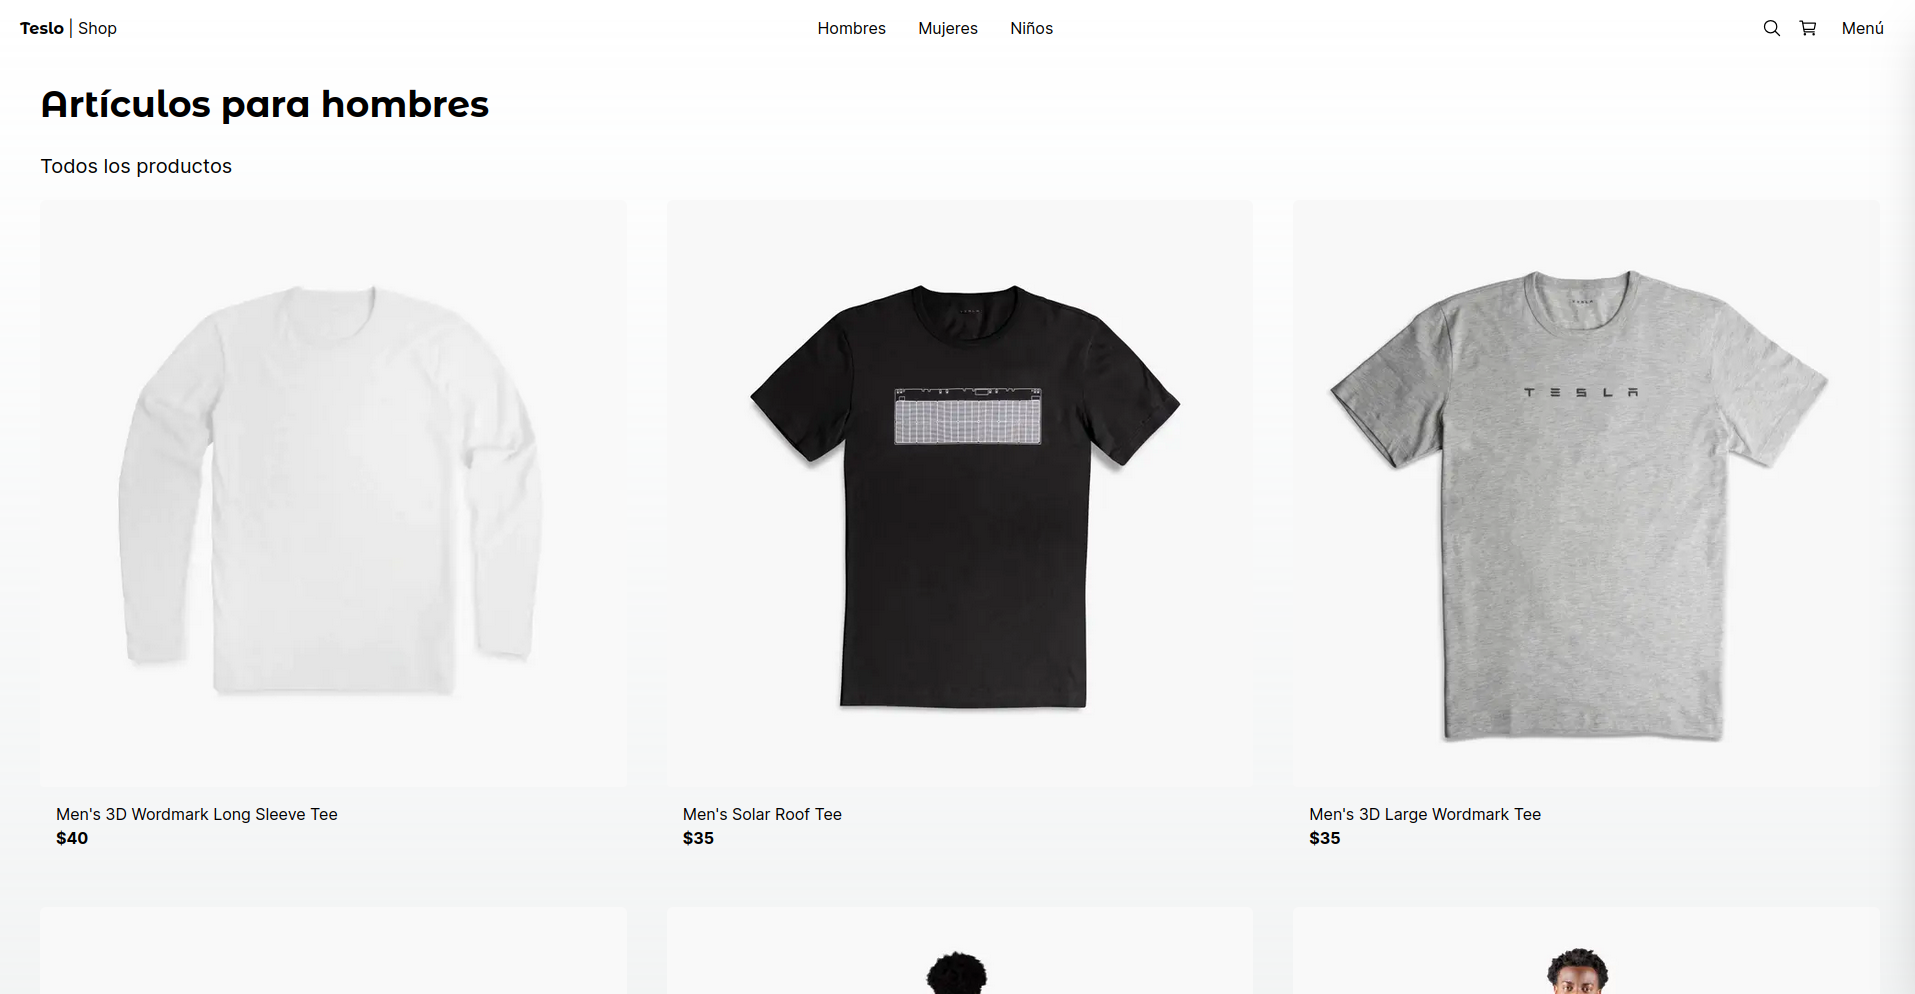 Teslo | Shop
Hombres Mujeres Niños
Menú
Artículos para hombres
Todos los productos
TESLA
Men's 3D Wordmark Long Sleeve Tee
$40
Men's Solar Roof Tee
$35
Men's 3D Large Wordmark Tee
$35